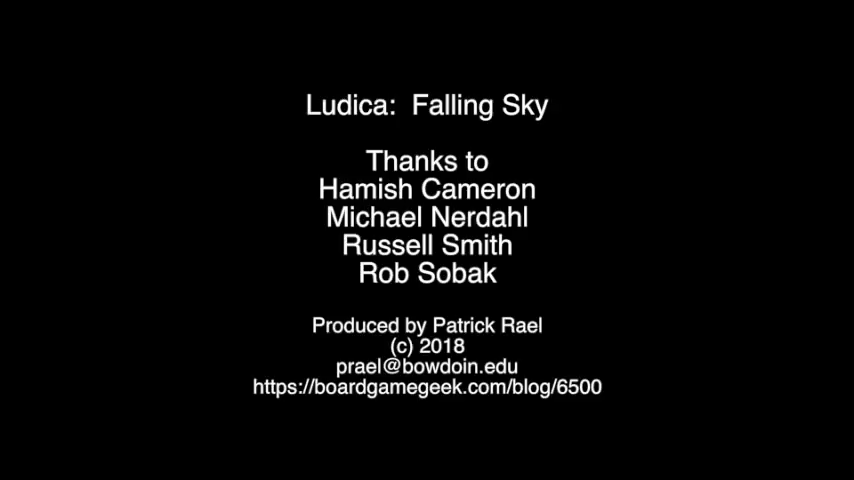 Ludica:  Falling Sky
Thanks to
Hamish Cameron
Michael Nerdahl
Russell Smith
Rob Sobak
Produced by Patrick Rael
(c) 2018
prael@bowdoin.edu
https://boardgamegeek.com/blog/6500